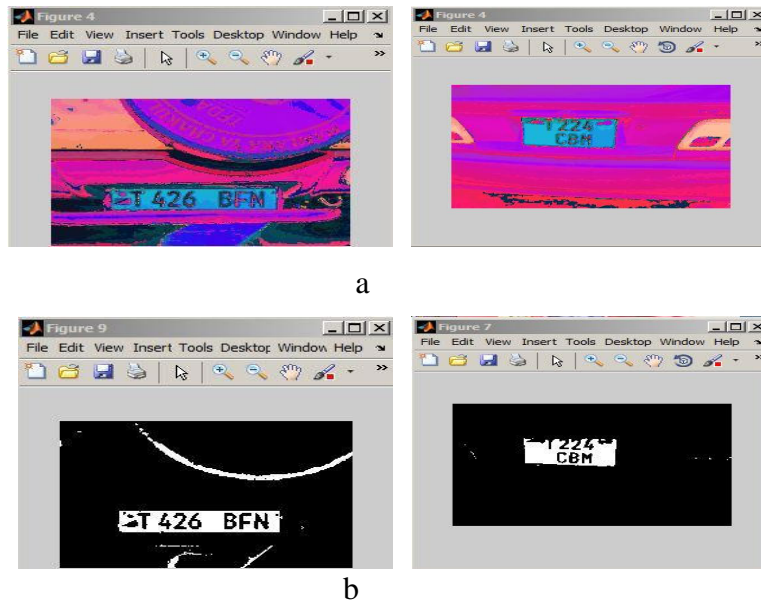 Figure 4
File Edit View Insert Tools Desktop Window Help
T 426 BFN
Figure 4
File Edit View Insert Tools Desktop Window Help
T 224
CBM
a
Figure 9
File Edit View Insert Tools Desktop Window Help
T 426 BFN
Figure 7
File Edit View Insert Tools Desktop Window Help
T 224
CBM
b